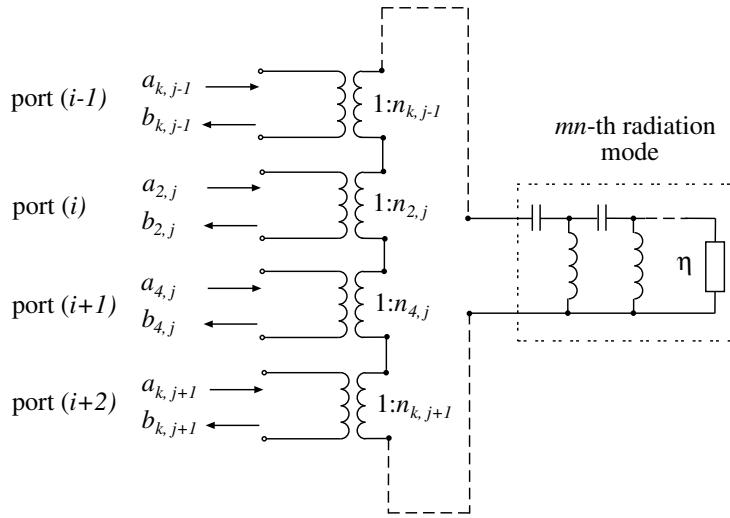 port (i-1)
a_{k, j-1}
b_{k, j-1}
1:n_{k, j-1}
port (i)
a_{2, j}
b_{2, j}
1:n_{2, j}
port (i+1)
a_{4, j}
b_{4, j}
1:n_{4, j}
port (i+2)
a_{k, j+1}
b_{k, j+1}
1:n_{k, j+1}
mn-th radiation
mode
η